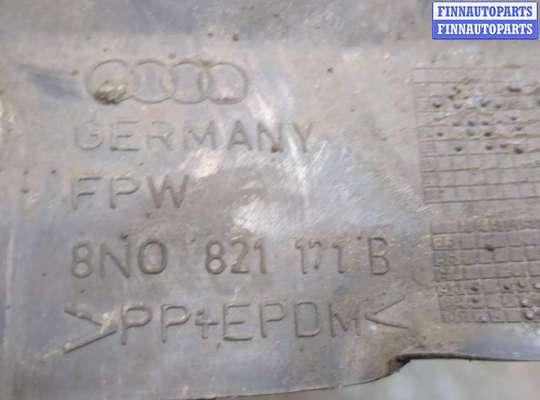 FINNAUTOPARTS
FINNAUTOPARTS
GERMANY
FPW
8N0 821 171 B
>PP+EPDM<